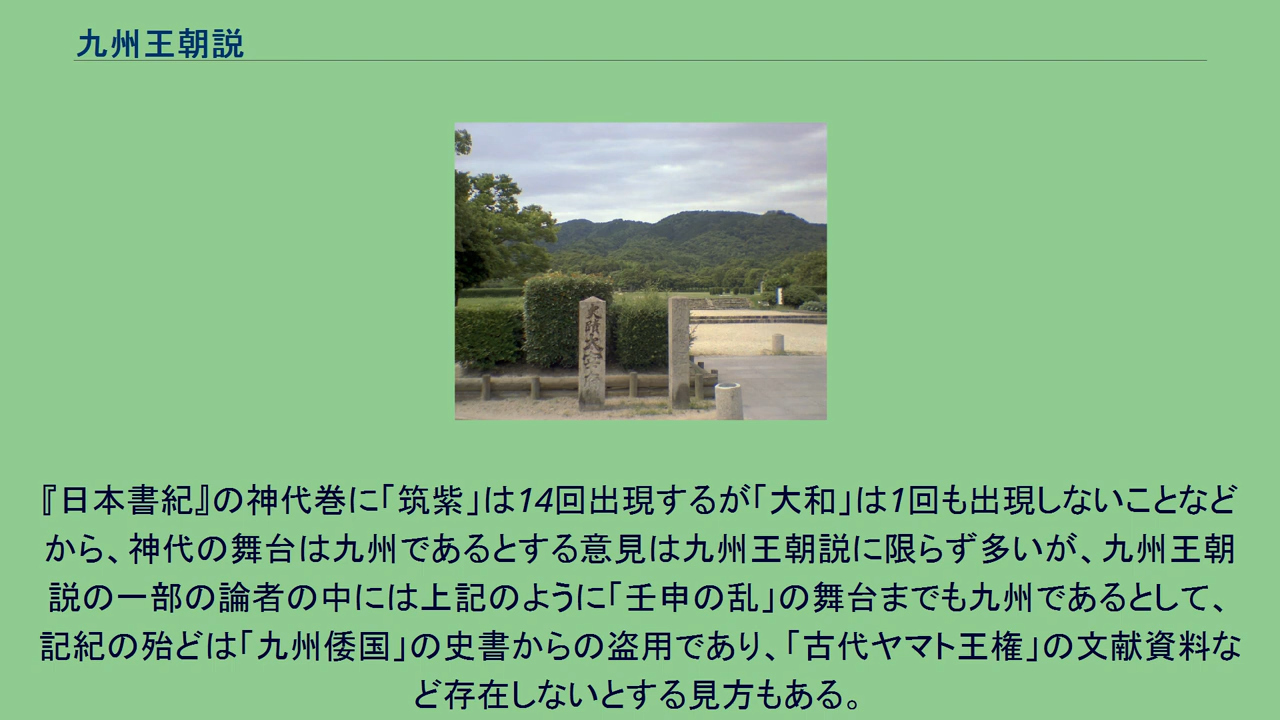 九州王朝説
史蹟大宰府
『日本書紀』の神代巻に「筑紫」は14回出現するが「大和」は1回も出現しないことなど
から、神代の舞台は九州であるとする意見は九州王朝説に限らず多いが、九州王朝
説の一部の論者の中には上記のように「壬申の乱」の舞台までも九州であるとして、
記紀の殆どは「九州倭国」の史書からの盗用であり、「古代ヤマト王権」の文献資料な
ど存在しないとする見方もある。